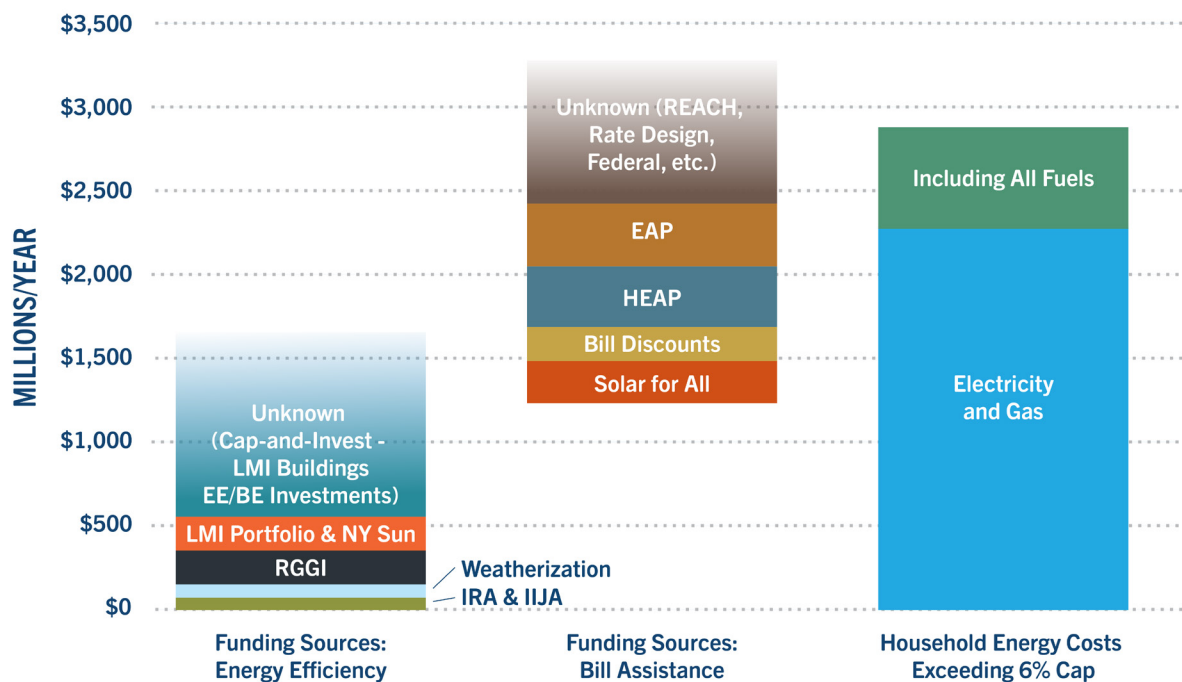 MILLIONS/YEAR
$3,500
$3,000
$2,500
$2,000
$1,500
$1,000
$500
$0
Unknown
(Cap-and-Invest -
LMI Buildings
EE/BE Investments)
LMI Portfolio & NY Sun
RGGI
Weatherization
IRA & IIJA
Unknown (REACH,
Rate Design,
Federal, etc.)
EAP
HEAP
Bill Discounts
Solar for All
Including All Fuels
Electricity
and Gas
Funding Sources:
Energy Efficiency
Funding Sources:
Bill Assistance
Household Energy Costs
Exceeding 6% Cap